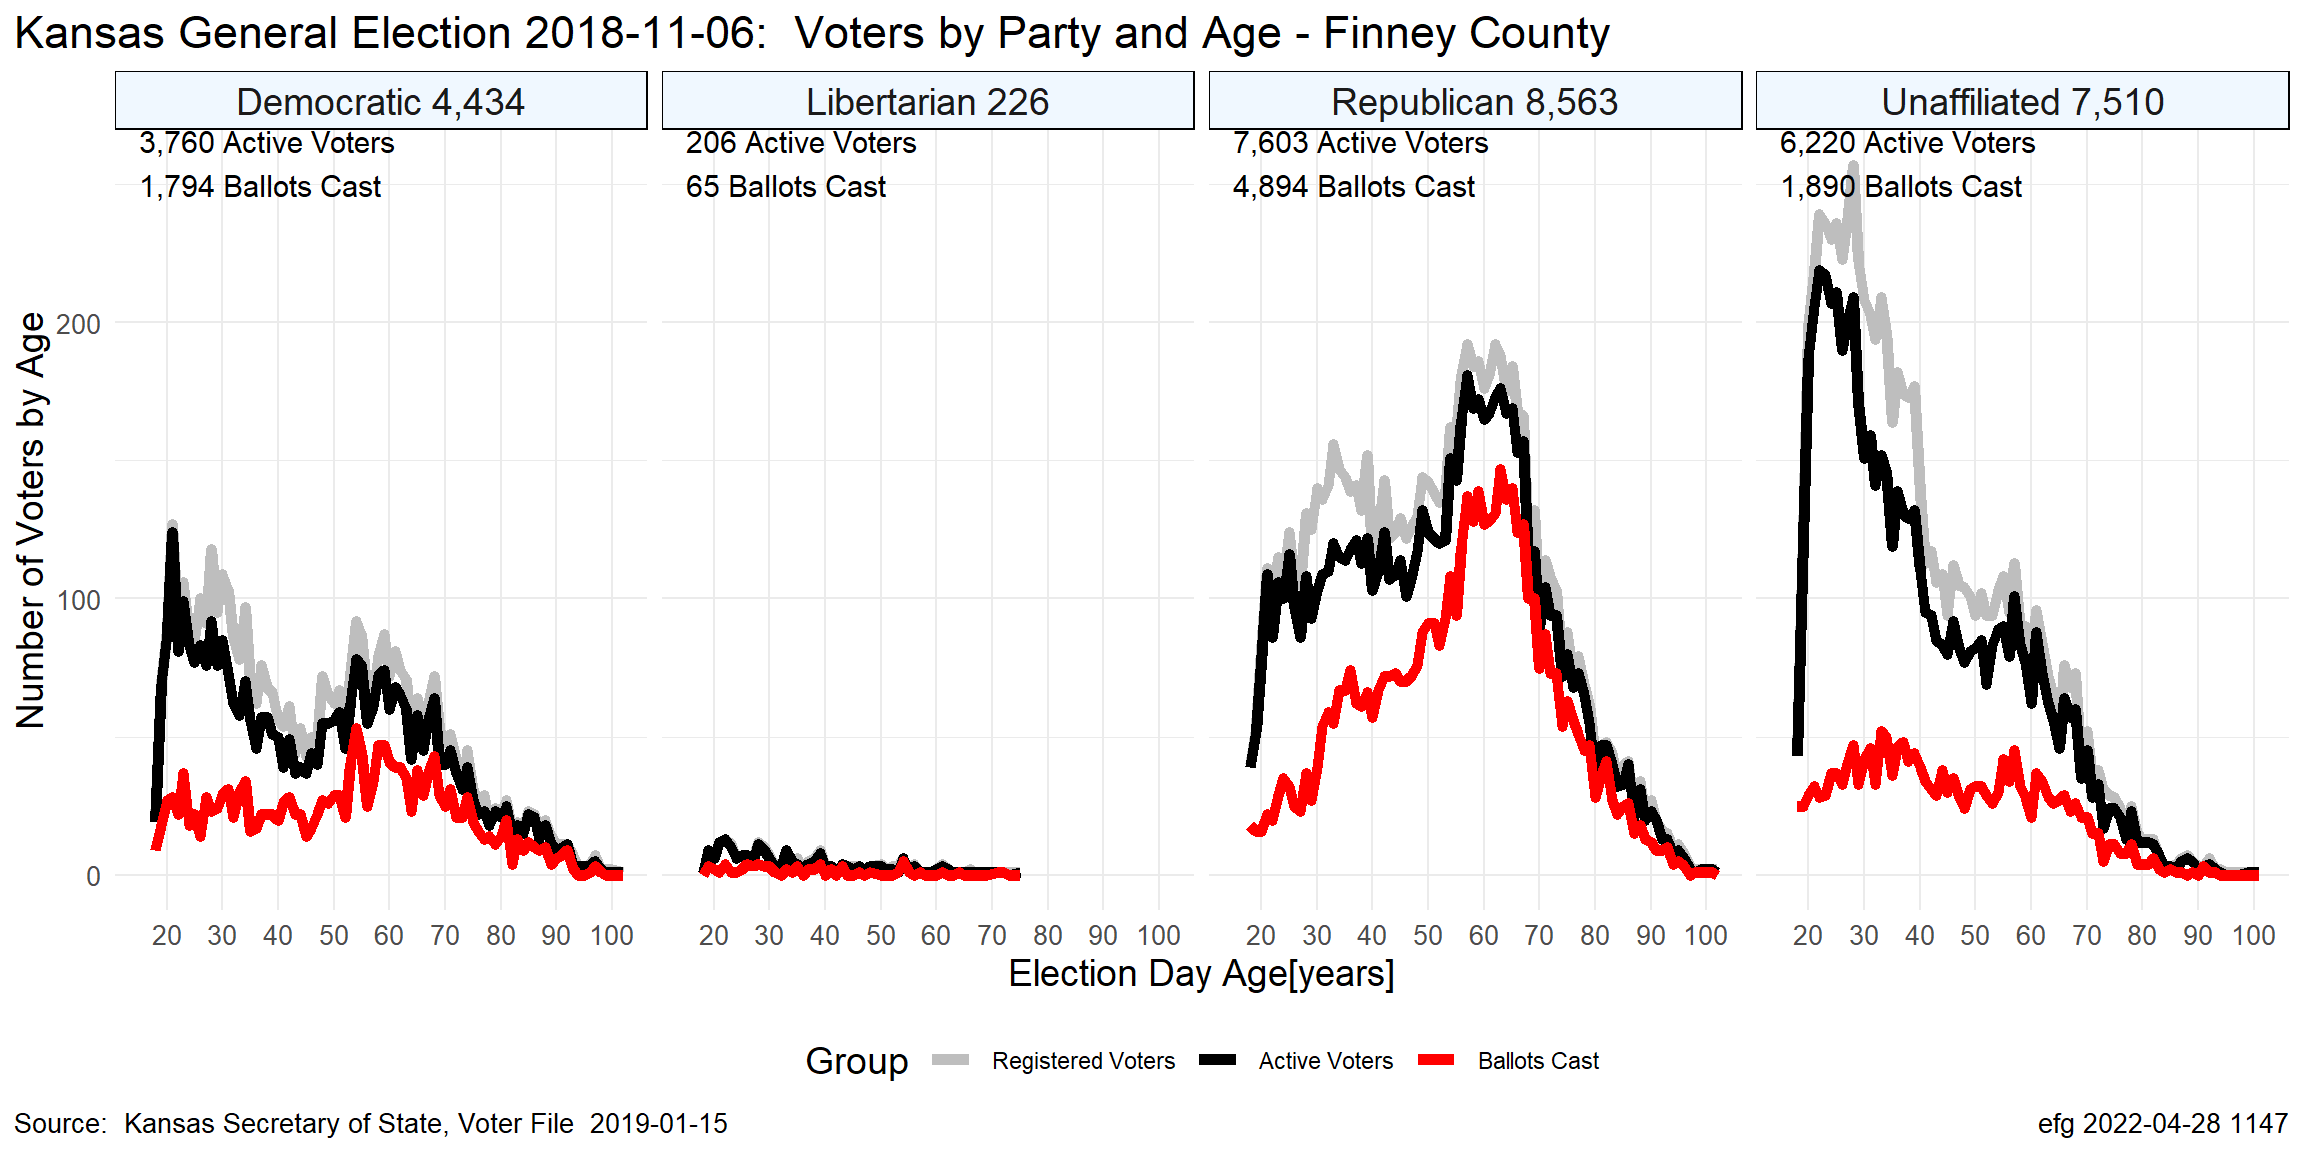 Kansas General Election 2018-11-06:  Voters by Party and Age - Finney County
Democratic 4,434
Libertarian 226
Republican 8,563
Unaffiliated 7,510
3,760 Active Voters
1,794 Ballots Cast
206 Active Voters
65 Ballots Cast
7,603 Active Voters
4,894 Ballots Cast
6,220 Active Voters
1,890 Ballots Cast
Number of Voters by Age
200
100
0
20 30 40 50 60 70 80 90 100
20 30 40 50 60 70 80 90 100
20 30 40 50 60 70 80 90 100
20 30 40 50 60 70 80 90 100
Election Day Age[years]
Group Registered Voters Active Voters Ballots Cast
Source:  Kansas Secretary of State, Voter File  2019-01-15
efg 2022-04-28 1147